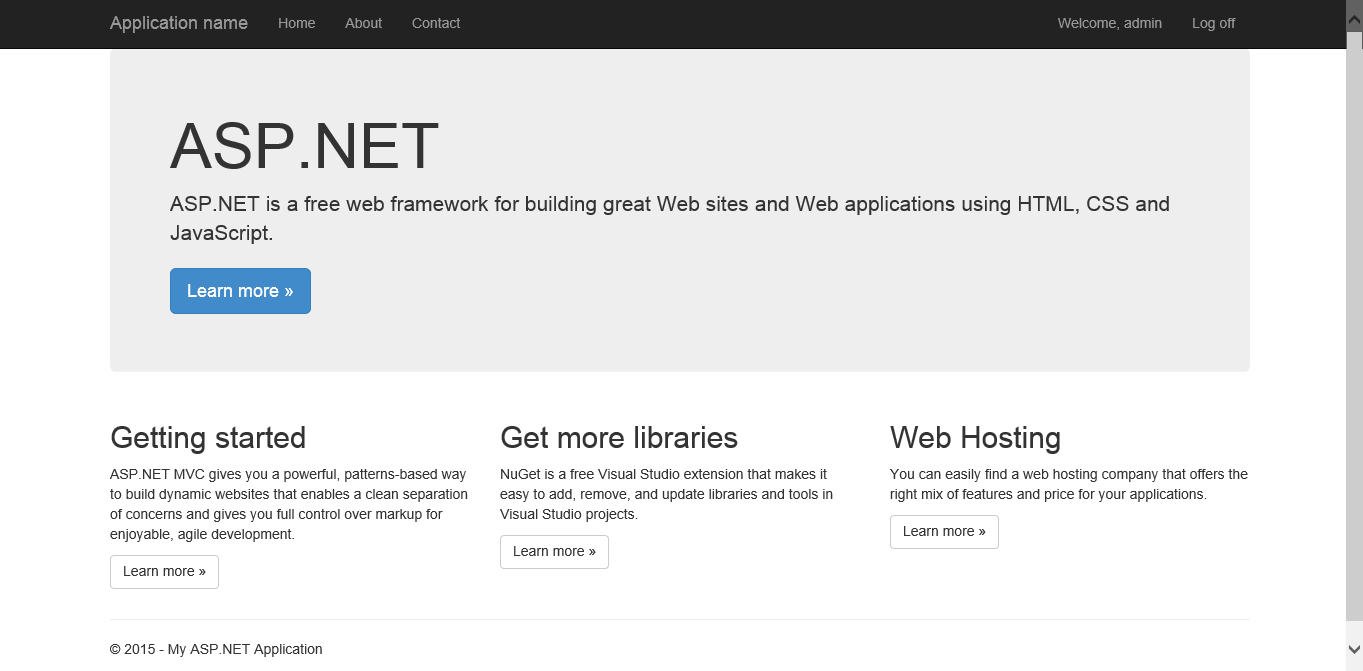 Application name Home About Contact Welcome, admin Log off
ASP.NET
ASP.NET is a free web framework for building great Web sites and Web applications using HTML, CSS and
JavaScript.
Learn more »
Getting started
ASP.NET MVC gives you a powerful, patterns-based way
to build dynamic websites that enables a clean separation
of concerns and gives you full control over markup for
enjoyable, agile development.
Learn more »
Get more libraries
NuGet is a free Visual Studio extension that makes it
easy to add, remove, and update libraries and tools in
Visual Studio projects.
Learn more »
Web Hosting
You can easily find a web hosting company that offers the
right mix of features and price for your applications.
Learn more »
© 2015 - My ASP.NET Application